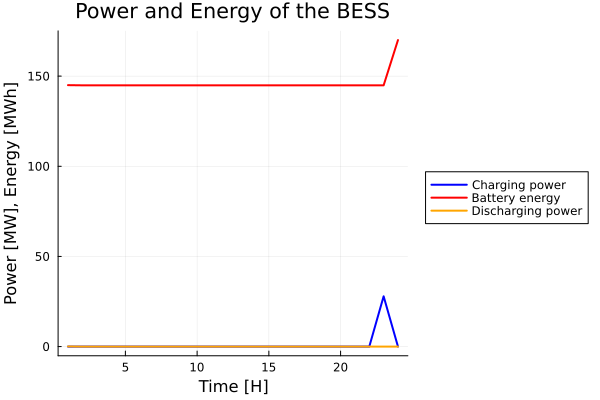 Power and Energy of the BESS
Power [MW], Energy [MWh]
150
100
50
0
5 10 15 20
Time [H]
Charging power
Battery energy
Discharging power